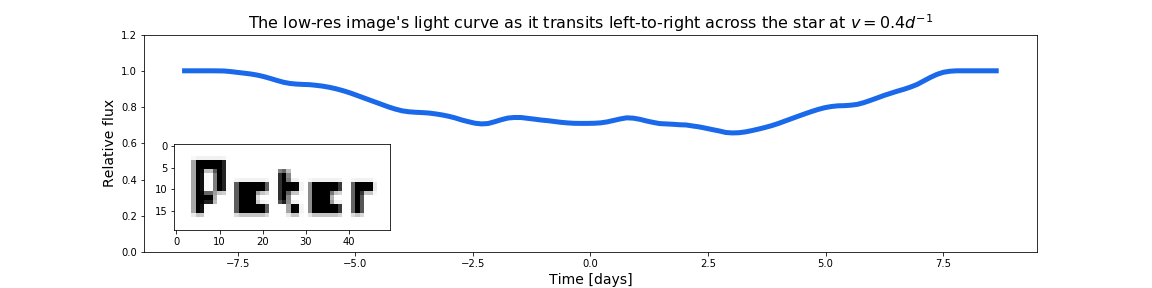 The low-res image's light curve as it transits left-to-right across the star at v = 0.4d⁻¹
Relative flux
1.2
1.0
0.8
0.6
0.4
0.2
0.0
0
5
10
15
Peter
0 10 20 30 40
−7.5 −5.0 −2.5 0.0 2.5 5.0 7.5
Time [days]